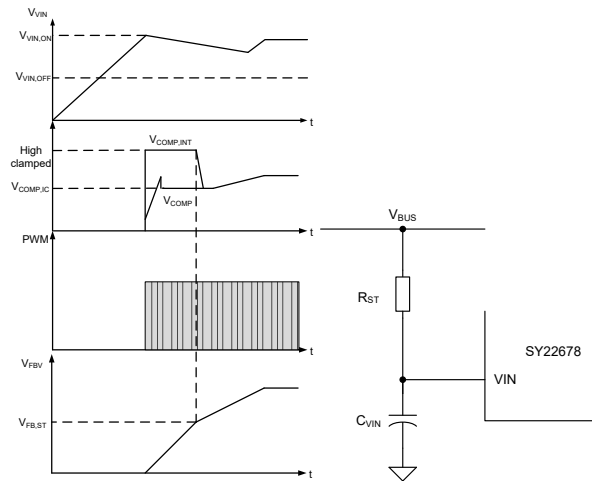 V_VIN
V_VIN,ON
V_VIN,OFF
t
High
clamped
V_COMP,INT
V_COMP,IC
V_COMP
t
PWM
t
V_FBV
V_FB,ST
t
V_BUS
R_ST
SY22678
VIN
C_VIN